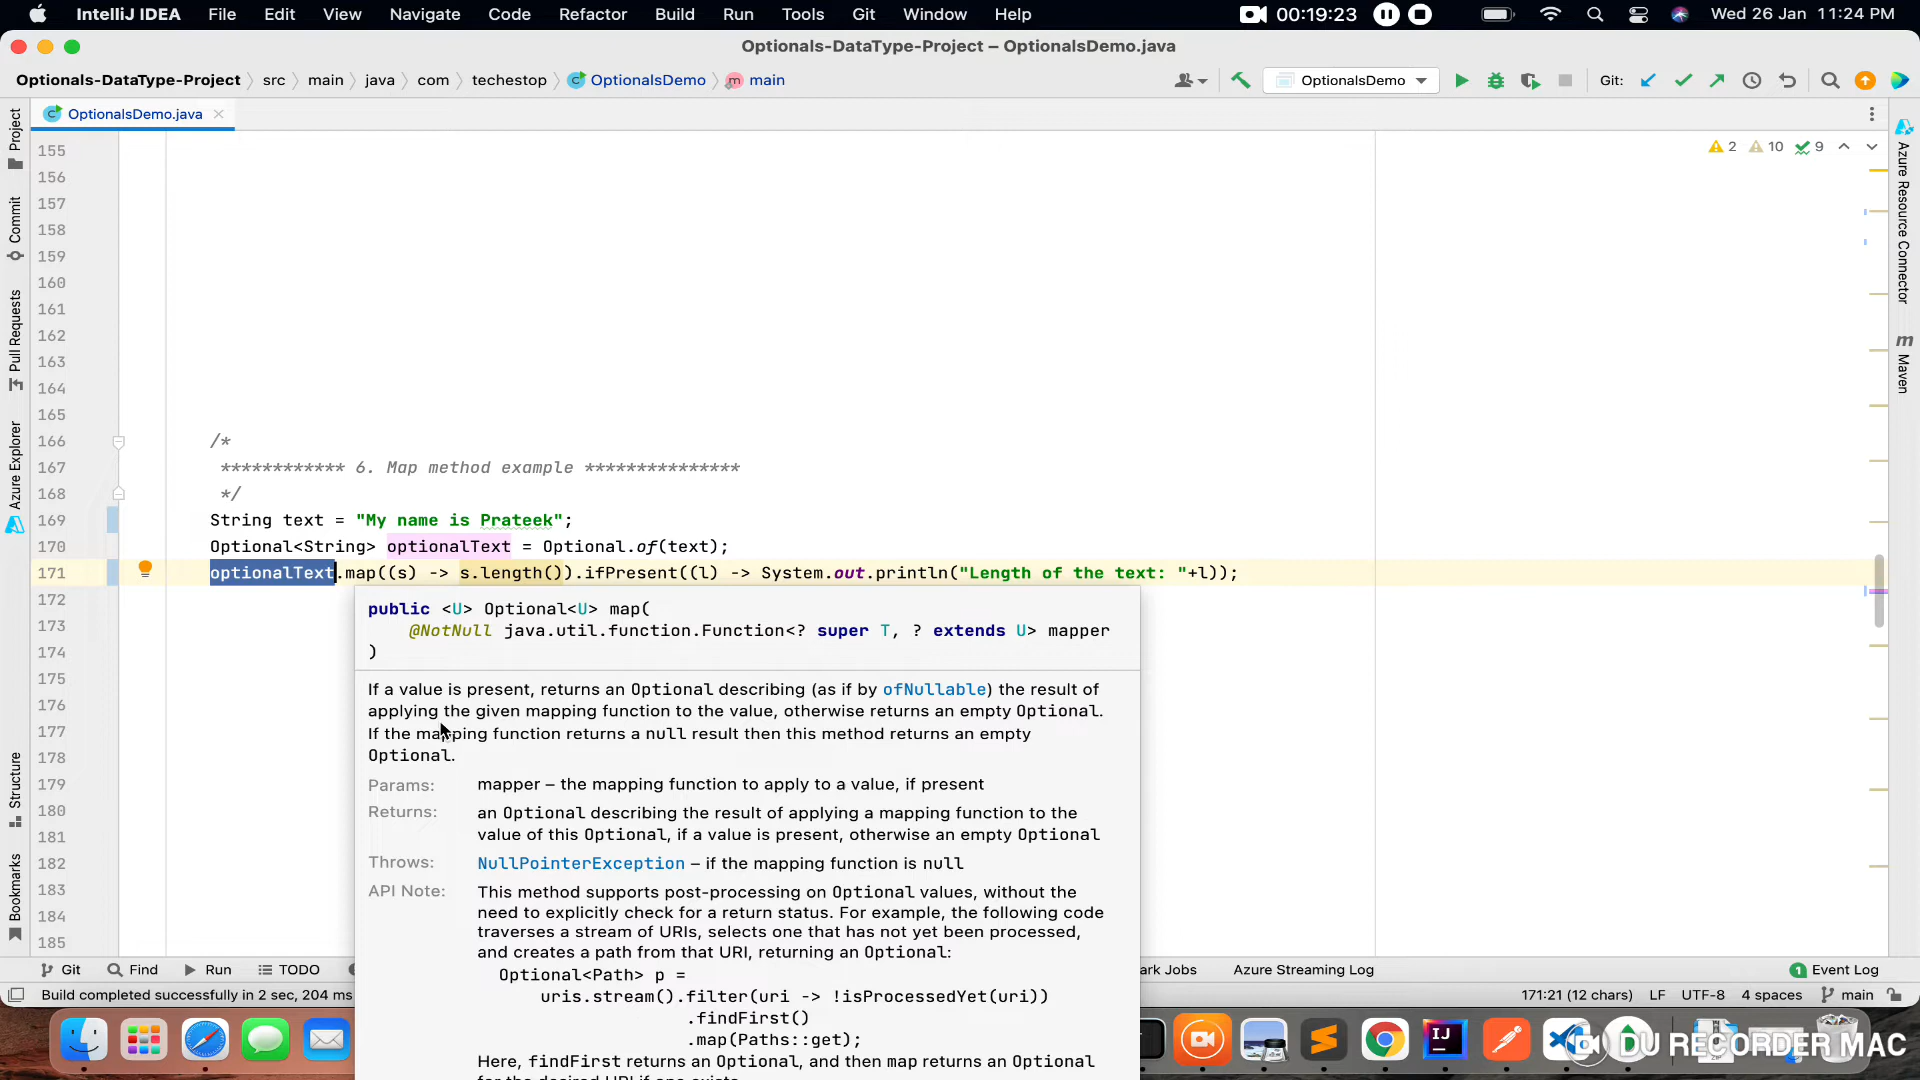 IntelliJ IDEA File Edit View Navigate Code Refactor Build Run Tools Git Window Help 00:19:23 Wed 26 Jan 11:24 PM
Optionals-DataType-Project – OptionalsDemo.java
Optionals-DataType-Project src main java com techestop OptionalsDemo main OptionalsDemo Git:
OptionalsDemo.java
2 10 9
Project
Commit
Pull Requests
Azure Explorer
Structure
Bookmarks
Azure Resource Connector
Maven
155
156
157
158
159
160
161
162
163
164
165
166 /*
167 ************ 6. Map method example ***************
168 */
169 String text = "My name is Prateek";
170 Optional<String> optionalText = Optional.of(text);
171 optionalText.map((s) -> s.length()).ifPresent((l) -> System.out.println("Length of the text: "+l));
172
173
174
175
176
177
178
179
180
181
182
183
184
185
public <U> Optional<U> map(
@NotNull java.util.function.Function<? super T, ? extends U> mapper
)
If a value is present, returns an Optional describing (as if by ofNullable) the result of
applying the given mapping function to the value, otherwise returns an empty Optional.
If the mapping function returns a null result then this method returns an empty
Optional.
Params: mapper – the mapping function to apply to a value, if present
Returns: an Optional describing the result of applying a mapping function to the
value of this Optional, if a value is present, otherwise an empty Optional
Throws: NullPointerException – if the mapping function is null
API Note: This method supports post-processing on Optional values, without the
need to explicitly check for a return status. For example, the following code
traverses a stream of URIs, selects one that has not yet been processed,
and creates a path from that URI, returning an Optional:
Optional<Path> p =
uris.stream().filter(uri -> !isProcessedYet(uri))
.findFirst()
.map(Paths::get);
Here, findFirst returns an Optional, and then map returns an Optional
Git Find Run TODO ark Jobs Azure Streaming Log 1 Event Log
Build completed successfully in 2 sec, 204 ms 171:21 (12 chars) LF UTF-8 4 spaces main
IJ
DU RECORDER MAC